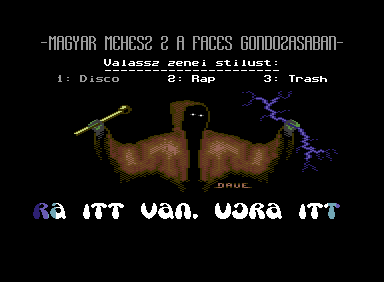 -MAGYAR MEHESZ 2 A FACES GONDOZASABAN-
Valassz zenei stilust:
1: Disco 2: Rap 3: Trash
DAVE
Ra ITT van. Ujra ITT